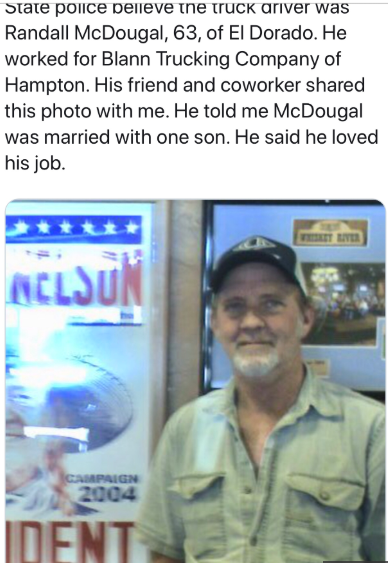 State police believe the truck driver was
Randall McDougal, 63, of El Dorado. He
worked for Blann Trucking Company of
Hampton. His friend and coworker shared
this photo with me. He told me McDougal
was married with one son. He said he loved
his job.
WHISKEY RIVER
NELSON
CAMPAIGN
2004
IDENT